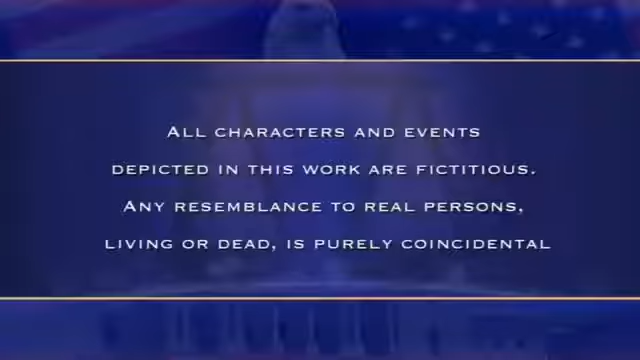 All characters and events
depicted in this work are fictitious.
Any resemblance to real persons,
living or dead, is purely coincidental